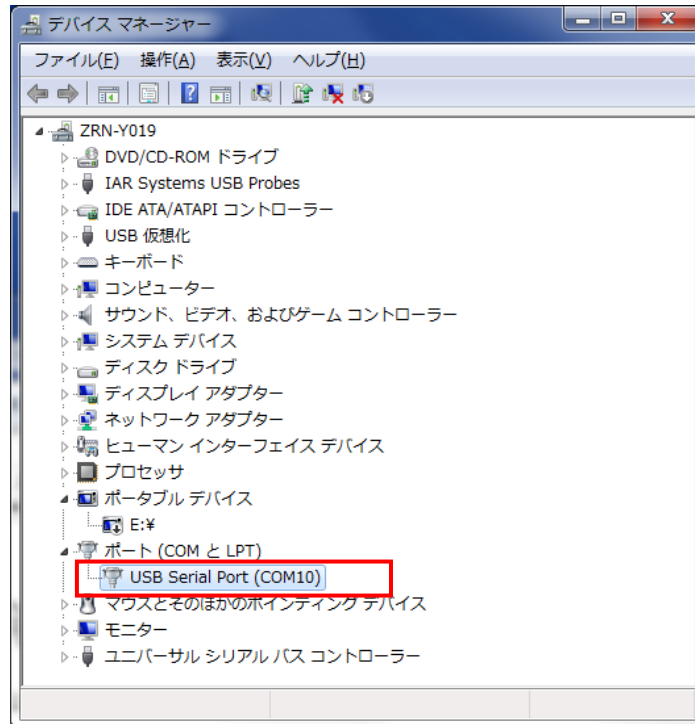 デバイス マネージャー
ファイル(F) 操作(A) 表示(V) ヘルプ(H)
ZRN-Y019
DVD/CD-ROM ドライブ
IAR Systems USB Probes
IDE ATA/ATAPI コントローラー
USB 仮想化
キーボード
コンピューター
サウンド、ビデオ、およびゲーム コントローラー
システム デバイス
ディスク ドライブ
ディスプレイ アダプター
ネットワーク アダプター
ヒューマン インターフェイス デバイス
プロセッサ
ポータブル デバイス
E:¥
ポート (COM と LPT)
USB Serial Port (COM10)
マウスとそのほかのポインティング デバイス
モニター
ユニバーサル シリアル バス コントローラー